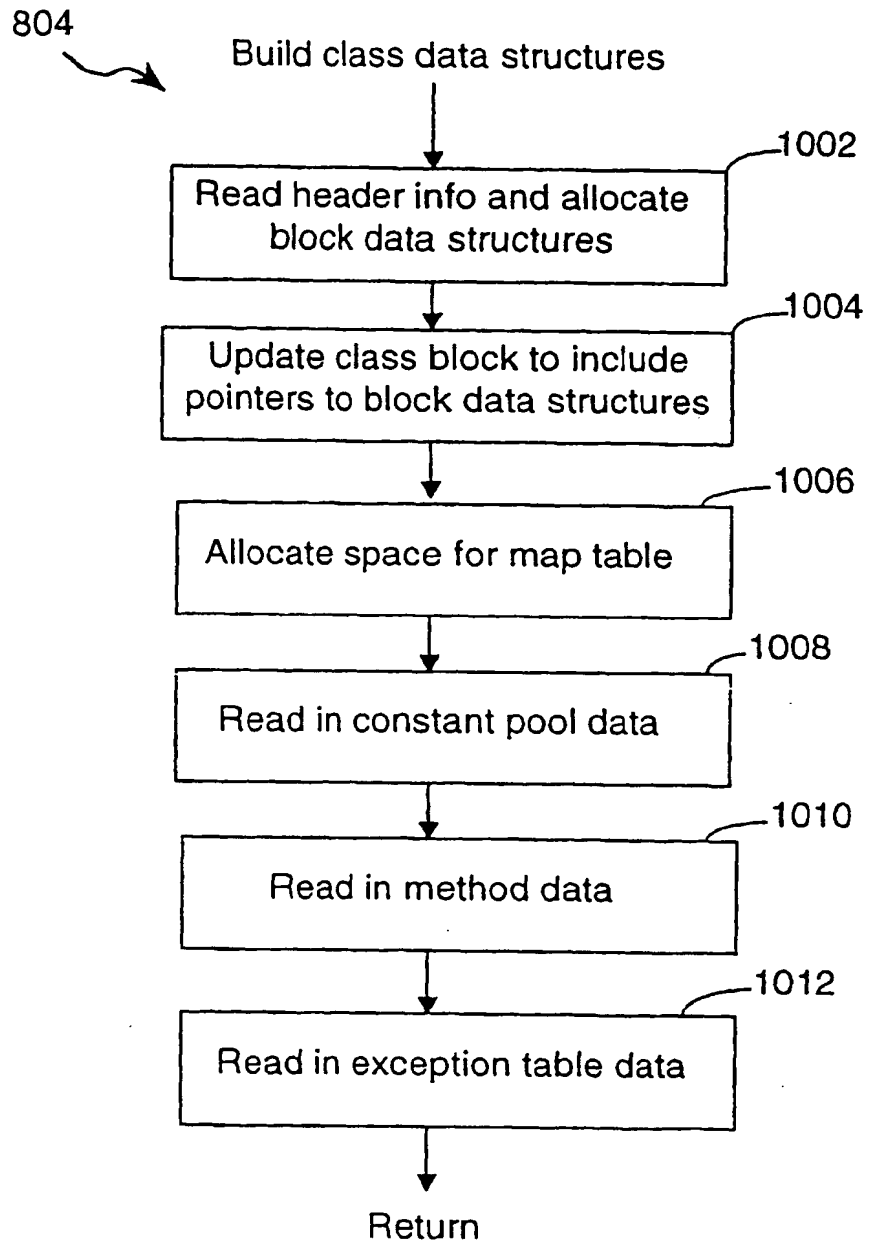 804
Build class data structures
1002
Read header info and allocate
block data structures
1004
Update class block to include
pointers to block data structures
1006
Allocate space for map table
1008
Read in constant pool data
1010
Read in method data
1012
Read in exception table data
Return